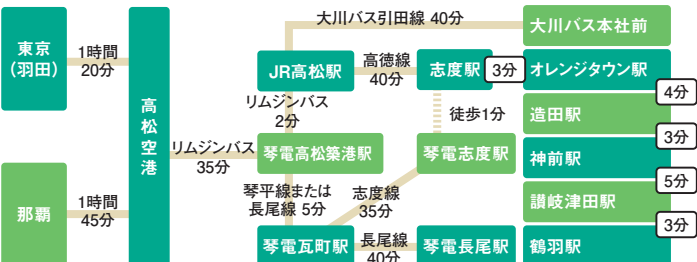 大川バス引田線 40分
大川バス本社前
東京
(羽田)
1時間
20分
高松空港
JR高松駅
高徳線
40分
志度駅
3分
オレンジタウン駅
4分
リムジンバス
2分
徒歩1分
造田駅
3分
リムジンバス
35分
琴電高松築港駅
琴電志度駅
神前駅
5分
那覇
1時間
45分
琴平線または
長尾線 5分
志度線
35分
讃岐津田駅
3分
琴電瓦町駅
長尾線
40分
琴電長尾駅
鶴羽駅